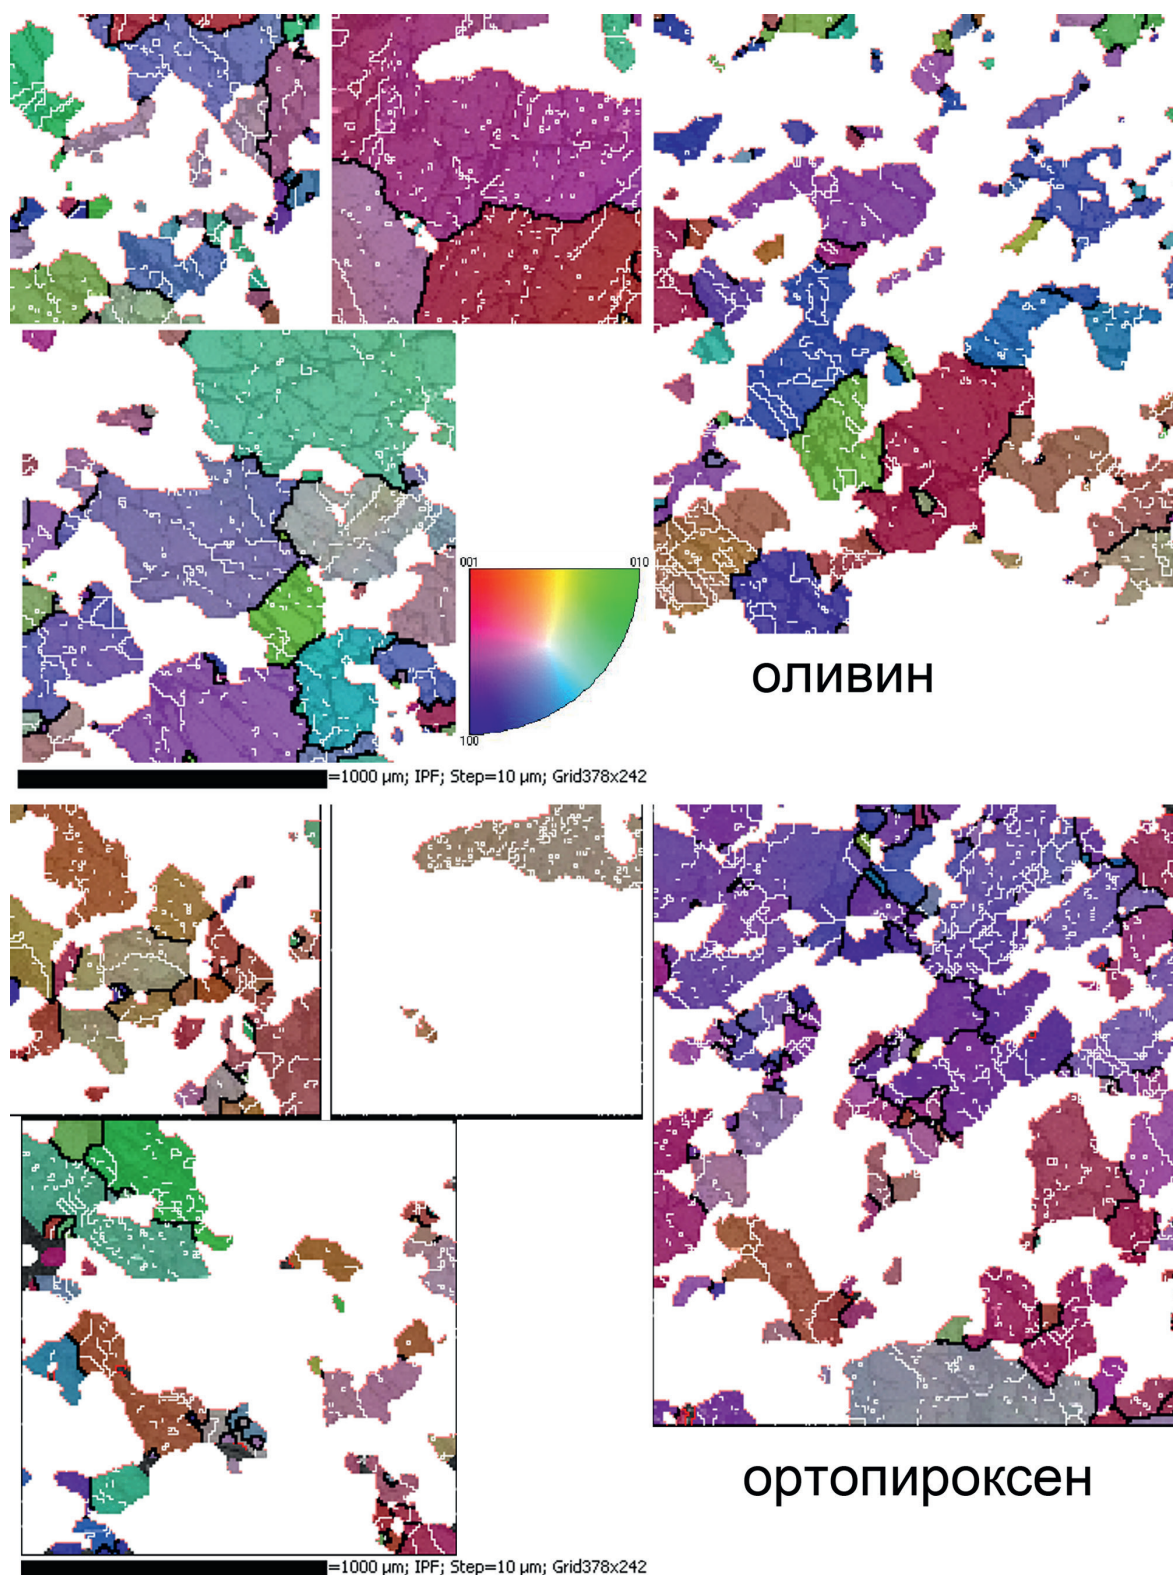 001 010
100
оливин
=1000 µm; IPF; Step=10 µm; Grid378x242
ортопироксен
=1000 µm; IPF; Step=10 µm; Grid378x242